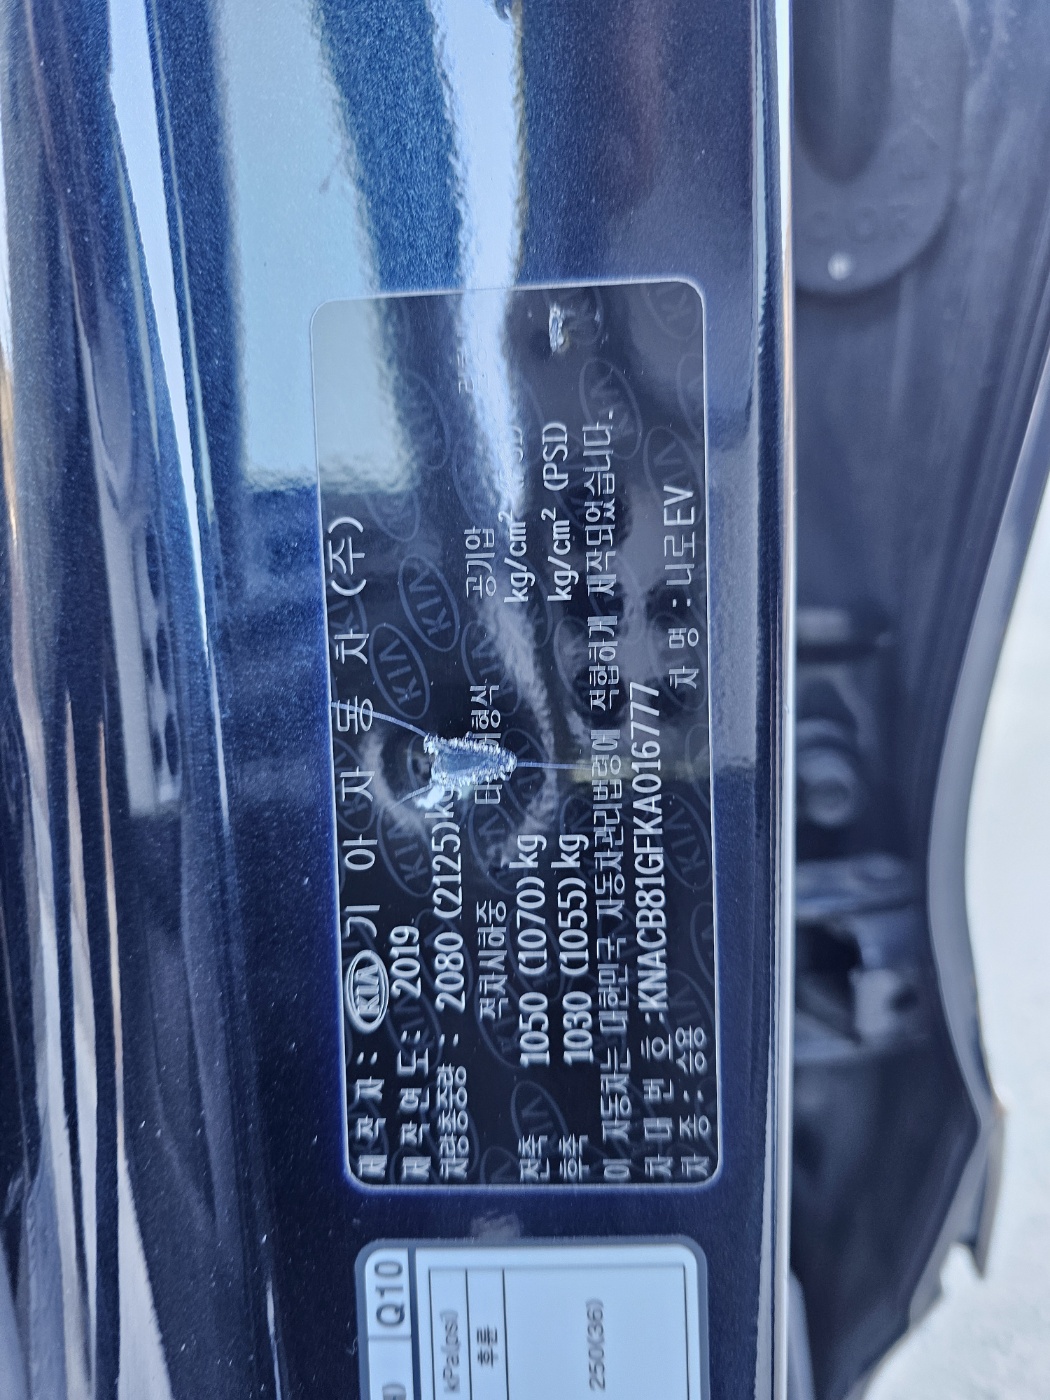 제 작 자 : KIA 기 아 자 동 차 (주)
제 작 연 도 : 2019
차량총중량 : 2080 (2125)kg
적차시하중 형식 공기압
전축 1050 (1070)kg kg/cm²
후축 1030 (1055)kg kg/cm² (PSD
이 자동차는 대한민국 자동차관리법령에 적합하게 제작되었습니다.
차 대 번 호 :KNACB81GFKA016777
차 종 : 승용 차 명 : 니로EV
Q10
kPa(psi)
후륜
250(36)